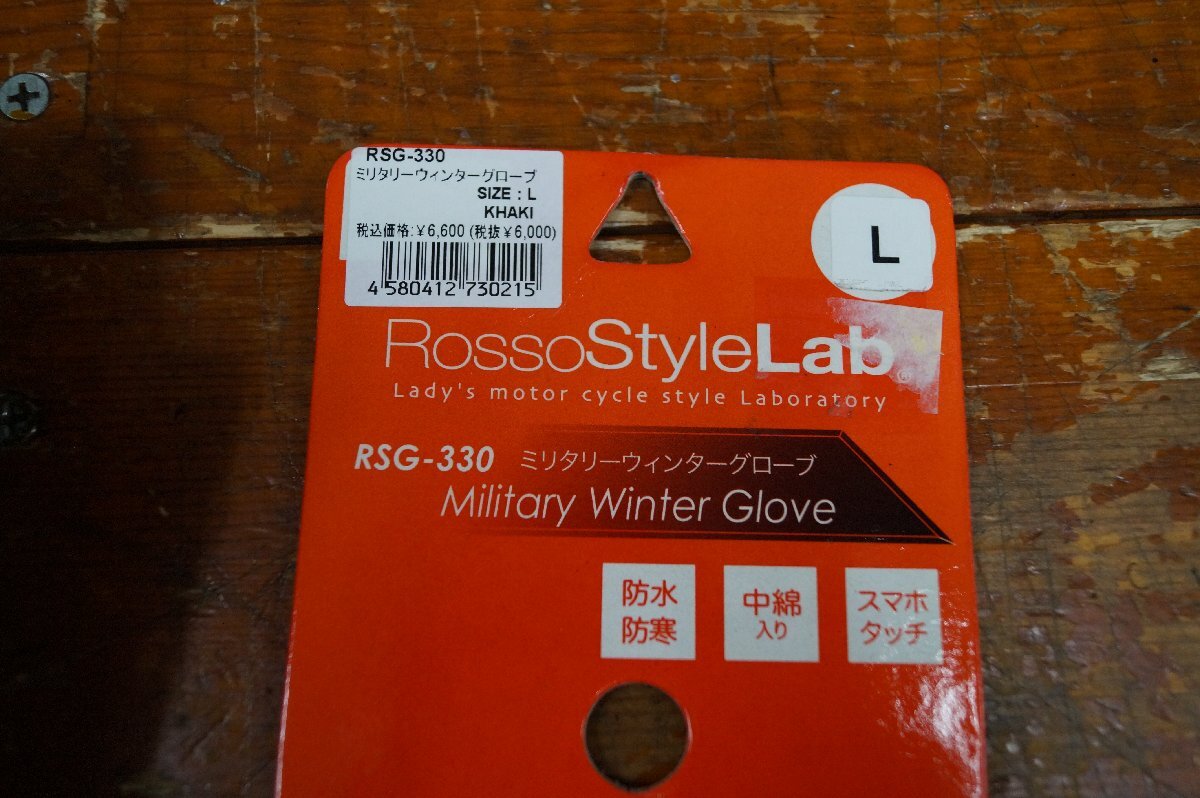 RSG-330
ミリタリーウィンターグローブ
SIZE : L
KHAKI
税込価格:¥6,600 (税抜¥6,000)
4 580412 730215
L
RossoStyleLab®
Lady's motor cycle style Laboratory
RSG-330 ミリタリーウィンターグローブ
Military Winter Glove
防水
防寒
中綿
入り
スマホ
タッチ